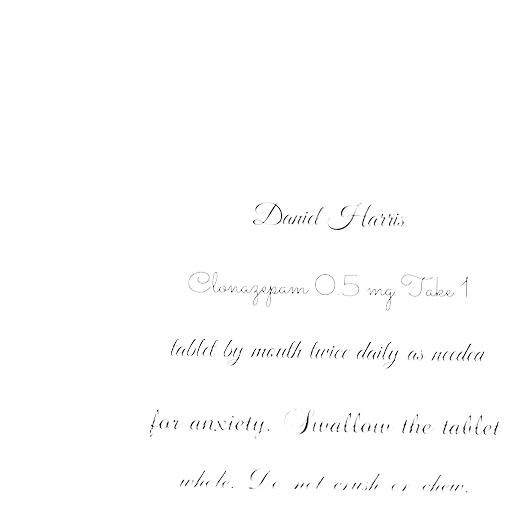 Daniel Harris
Clonazepam 0.5 mg Take 1
tablet by mouth twice daily as needed
for anxiety. Swallow the tablet
whole. Do not crush or chew.